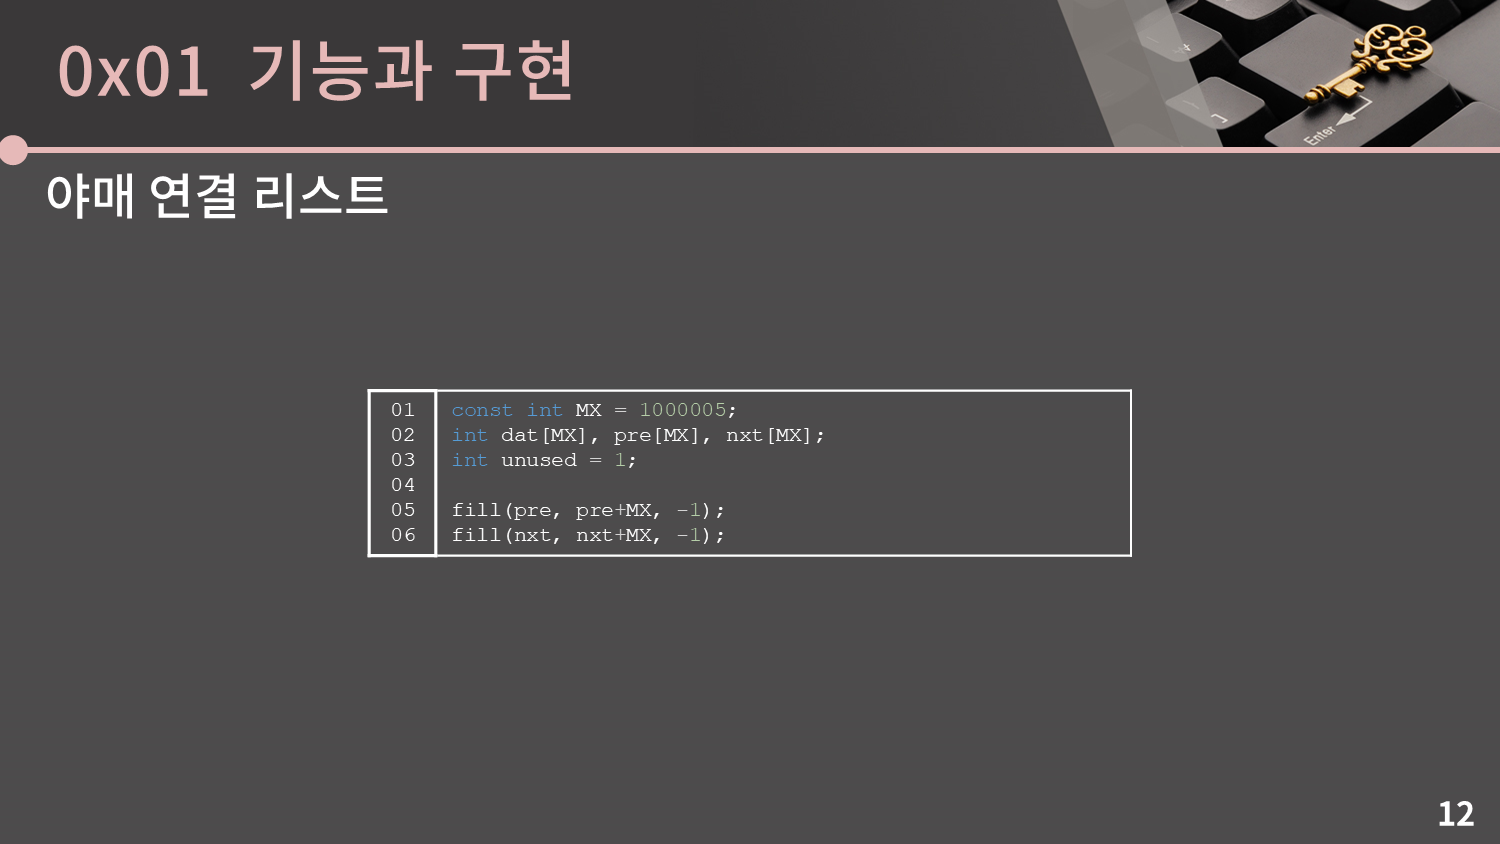 0x01 기능과 구현
야매 연결 리스트
01 const int MX = 1000005;
02 int dat[MX], pre[MX], nxt[MX];
03 int unused = 1;
04
05 fill(pre, pre+MX, -1);
06 fill(nxt, nxt+MX, -1);
Enter
12